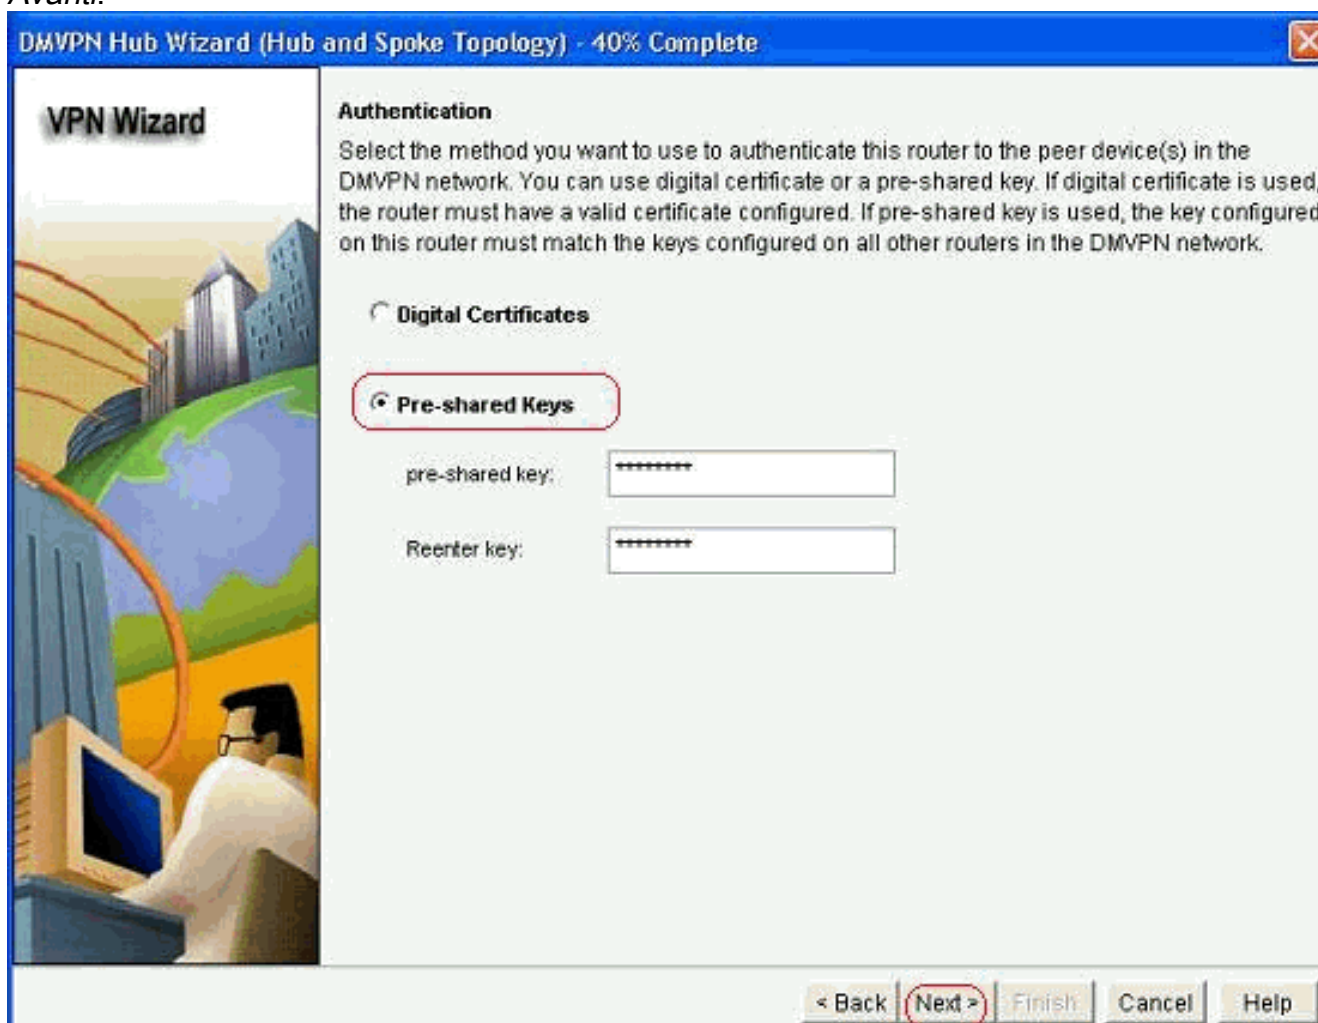 Avanti.
DMVPN Hub Wizard (Hub and Spoke Topology) - 40% Complete
VPN Wizard
Authentication
Select the method you want to use to authenticate this router to the peer device(s) in the
DMVPN network. You can use digital certificate or a pre-shared key. If digital certificate is used,
the router must have a valid certificate configured. If pre-shared key is used, the key configured
on this router must match the keys configured on all other routers in the DMVPN network.
Digital Certificates
Pre-shared Keys
pre-shared key: ********
Reenter key: ********
< Back Next > Finish Cancel Help